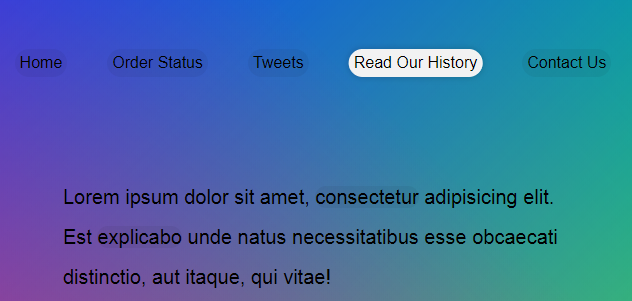 Home Order Status Tweets Read Our History Contact Us
Lorem ipsum dolor sit amet, consectetur adipisicing elit.
Est explicabo unde natus necessitatibus esse obcaecati
distinctio, aut itaque, qui vitae!